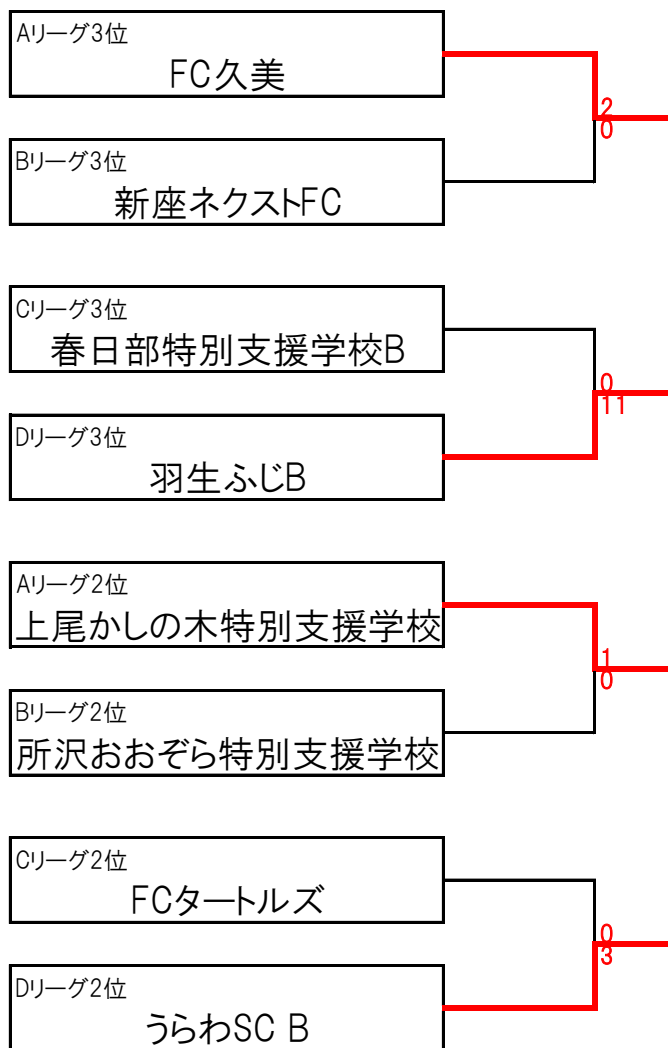 Aリーグ3位
FC久美
2
0
Bリーグ3位
新座ネクストFC
Cリーグ3位
春日部特別支援学校B
0
11
Dリーグ3位
羽生ふじB
Aリーグ2位
上尾かしの木特別支援学校
1
0
Bリーグ2位
所沢おおぞら特別支援学校
Cリーグ2位
FCタートルズ
0
3
Dリーグ2位
うらわSC B